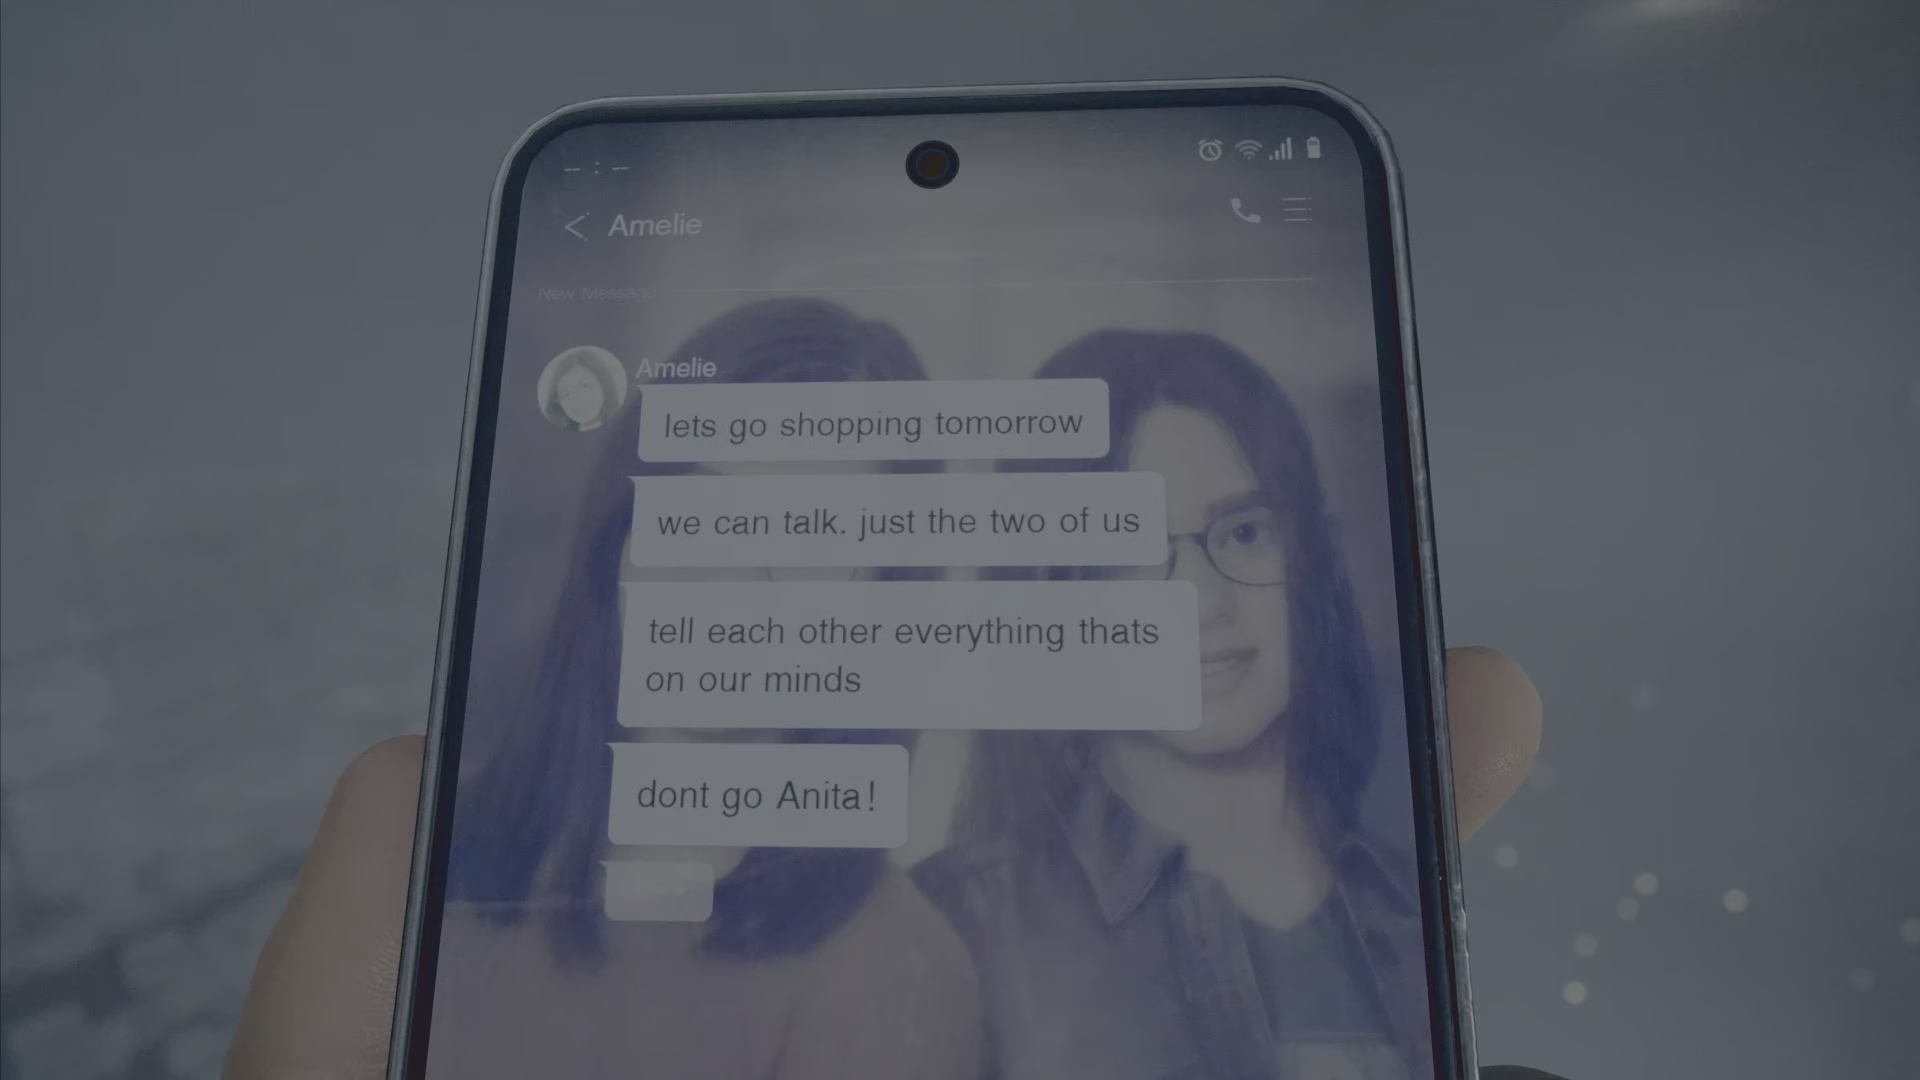 -- : --
Amelie
New Message
Amelie
lets go shopping tomorrow
we can talk. just the two of us
tell each other everything thats
on our minds
dont go Anita!